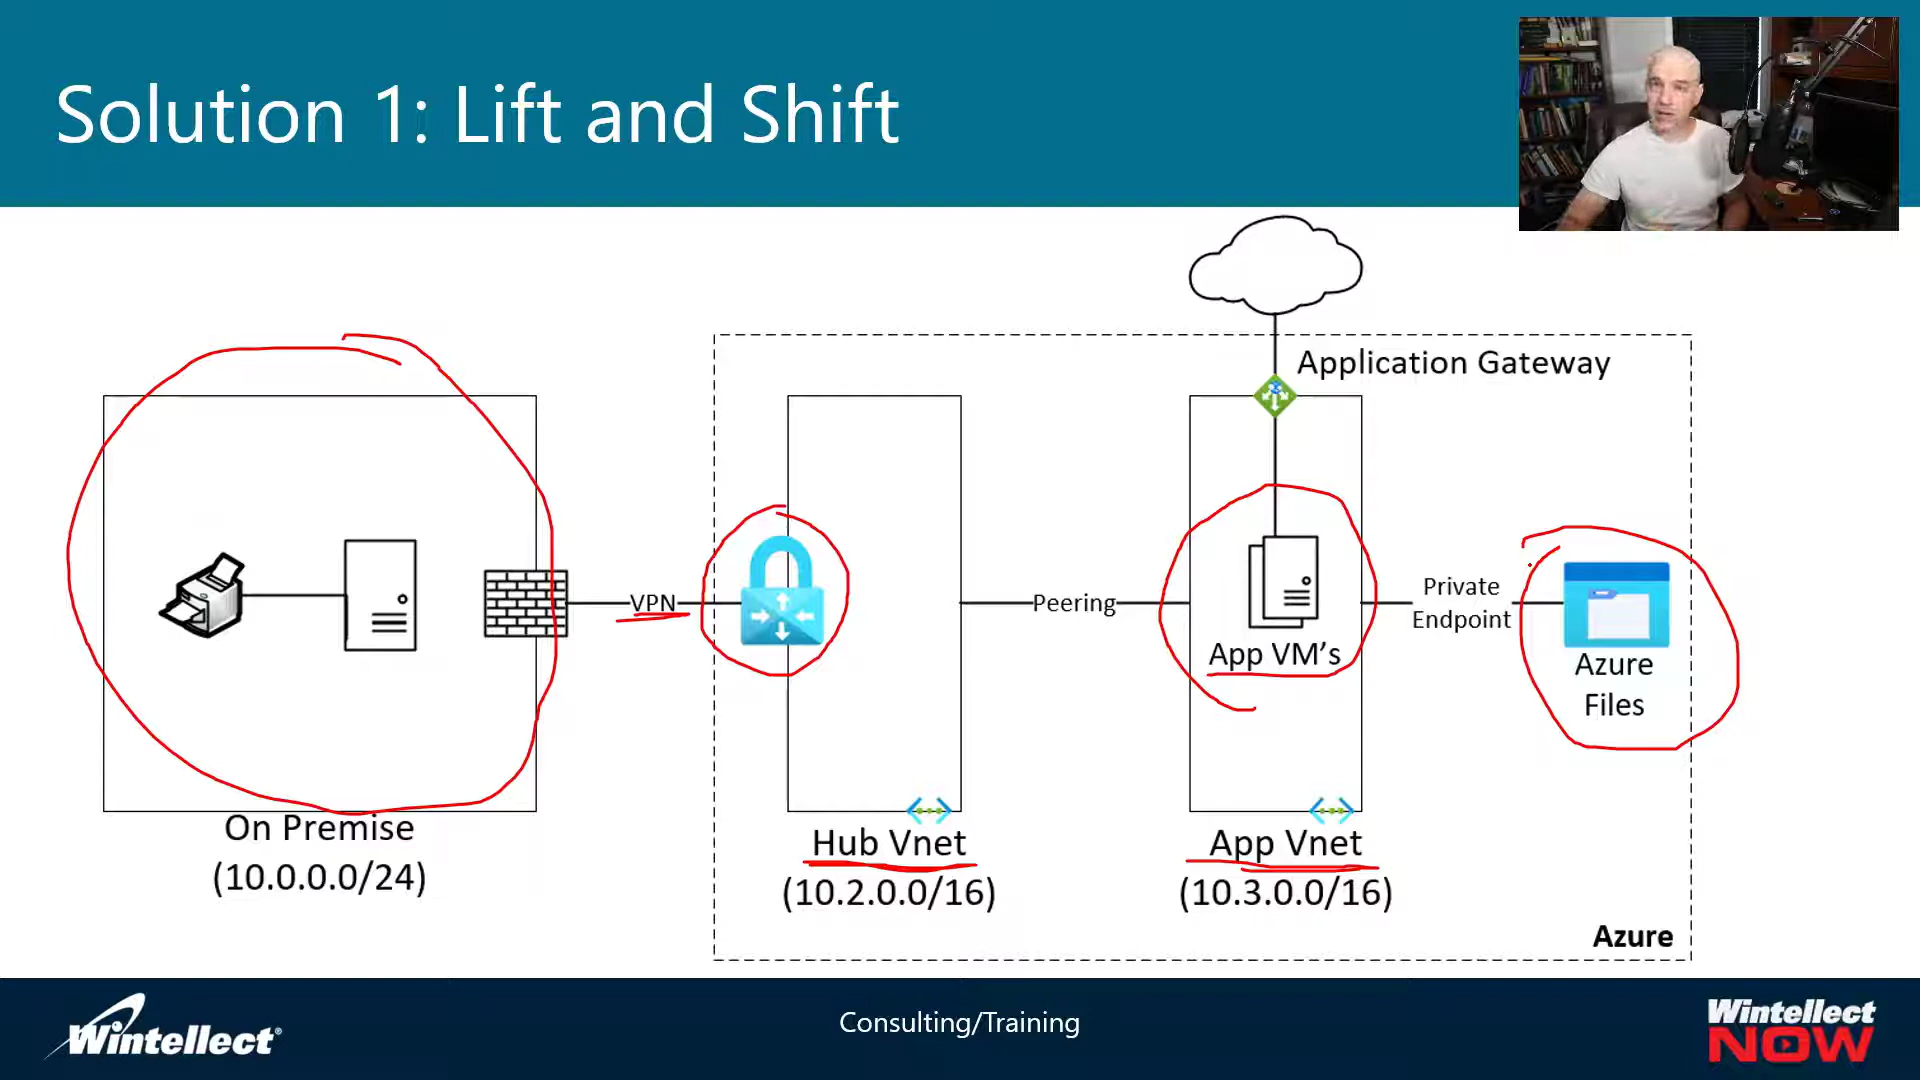 Solution 1: Lift and Shift
Application Gateway
VPN
Peering
App VM's
Private
Endpoint
Azure
Files
On Premise
(10.0.0.0/24)
Hub Vnet
(10.2.0.0/16)
App Vnet
(10.3.0.0/16)
Azure
Wintellect
Consulting/Training
Wintellect
NOW